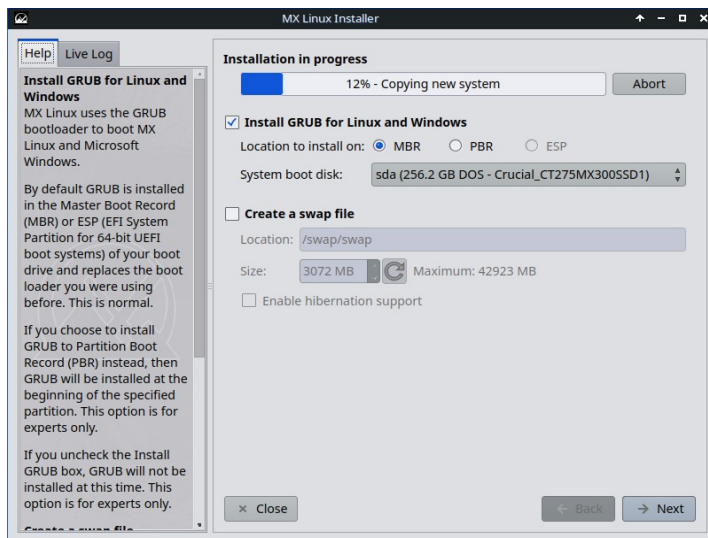 MX Linux Installer
Help
Live Log
Install GRUB for Linux and
Windows
MX Linux uses the GRUB
bootloader to boot MX
Linux and Microsoft
Windows.
By default GRUB is installed
in the Master Boot Record
(MBR) or ESP (EFI System
Partition for 64-bit UEFI
boot systems) of your boot
drive and replaces the boot
loader you were using
before. This is normal.
If you choose to install
GRUB to Partition Boot
Record (PBR) instead, then
GRUB will be installed at the
beginning of the specified
partition. This option is for
experts only.
If you uncheck the Install
GRUB box, GRUB will not be
installed at this time. This
option is for experts only.
Create a swap file
Installation in progress
12% - Copying new system
Abort
Install GRUB for Linux and Windows
Location to install on: MBR PBR ESP
System boot disk: sda (256.2 GB DOS - Crucial_CT275MX300SSD1)
Create a swap file
Location: /swap/swap
Size: 3072 MB Maximum: 42923 MB
Enable hibernation support
Close
Back
Next